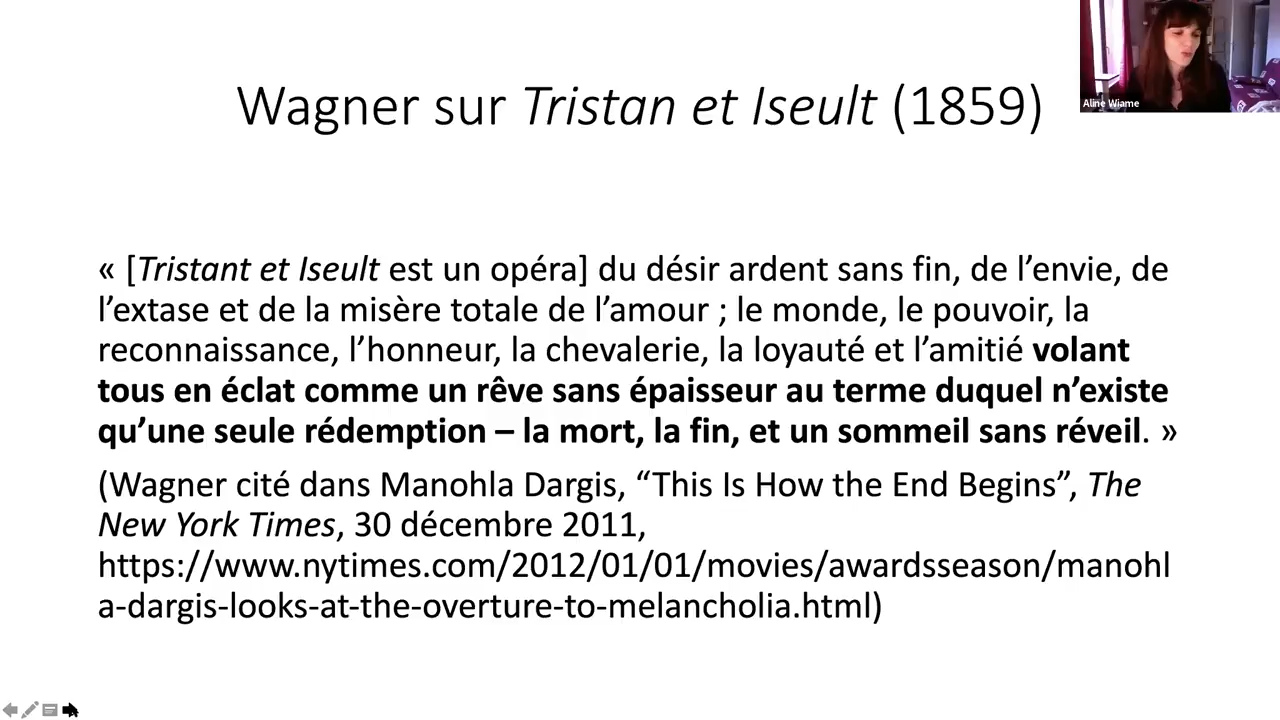 Wagner sur Tristan et Iseult (1859)
Aline Wiame
« [Tristant et Iseult est un opéra] du désir ardent sans fin, de l’envie, de
l’extase et de la misère totale de l’amour ; le monde, le pouvoir, la
reconnaissance, l’honneur, la chevalerie, la loyauté et l’amitié volant
tous en éclat comme un rêve sans épaisseur au terme duquel n’existe
qu’une seule rédemption – la mort, la fin, et un sommeil sans réveil. »
(Wagner cité dans Manohla Dargis, “This Is How the End Begins”, The
New York Times, 30 décembre 2011,
https://www.nytimes.com/2012/01/01/movies/awardsseason/manohl
a-dargis-looks-at-the-overture-to-melancholia.html)